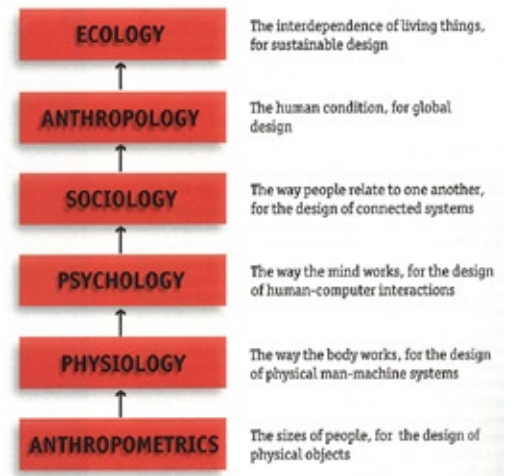 ECOLOGY
The interdependence of living things,
for sustainable design
ANTHROPOLOGY
The human condition, for global
design
SOCIOLOGY
The way people relate to one another,
for the design of connected systems
PSYCHOLOGY
The way the mind works, for the design
of human-computer interactions
PHYSIOLOGY
The way the body works, for the design
of physical man-machine systems
ANTHROPOMETRICS
The sizes of people, for the design of
physical objects